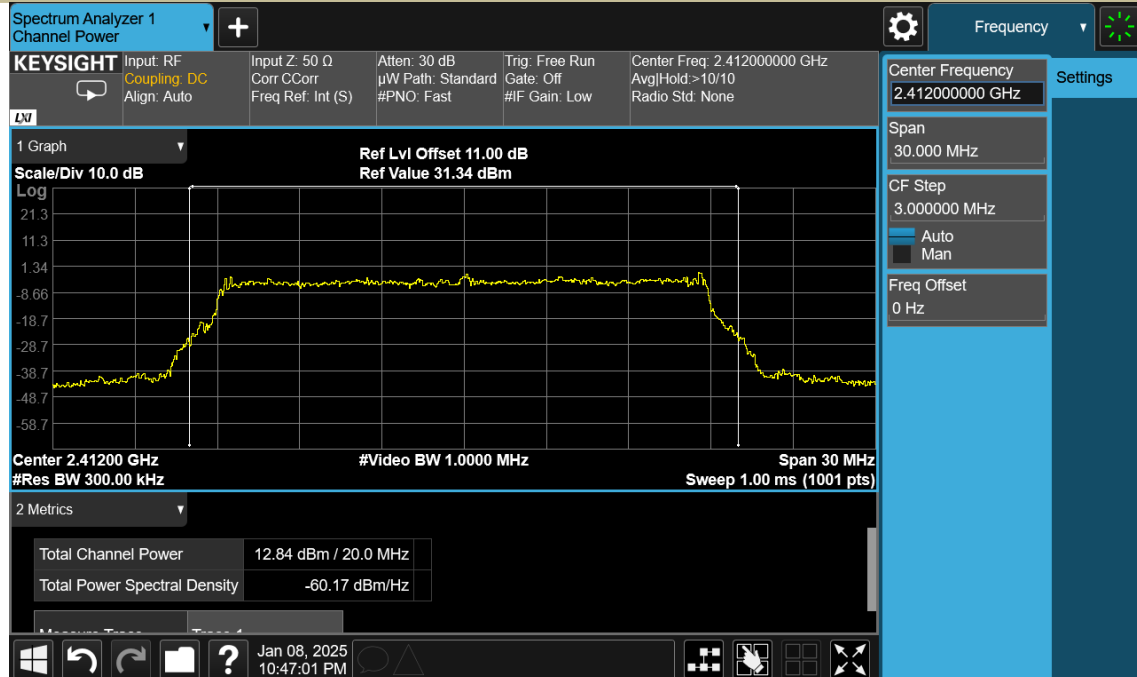 Spectrum Analyzer 1
Channel Power
+
Frequency
KEYSIGHT
LXI
Input: RF
Coupling: DC
Align: Auto
Input Z: 50 Ω
Corr CCorr
Freq Ref: Int (S)
Atten: 30 dB
µW Path: Standard
#PNO: Fast
Trig: Free Run
Gate: Off
#IF Gain: Low
Center Freq: 2.412000000 GHz
Avg|Hold:>10/10
Radio Std: None
Center Frequency
2.412000000 GHz
Settings
Span
30.000 MHz
CF Step
3.000000 MHz
Auto
Man
Freq Offset
0 Hz
1 Graph
Scale/Div 10.0 dB
Ref Lvl Offset 11.00 dB
Ref Value 31.34 dBm
Log
21.3
11.3
1.34
-8.66
-18.7
-28.7
-38.7
-48.7
-58.7
Center 2.41200 GHz
#Video BW 1.0000 MHz
Span 30 MHz
#Res BW 300.00 kHz
Sweep 1.00 ms (1001 pts)
2 Metrics
Total Channel Power 12.84 dBm / 20.0 MHz
Total Power Spectral Density -60.17 dBm/Hz
Measure Trace Trace 1
?
Jan 08, 2025
10:47:01 PM